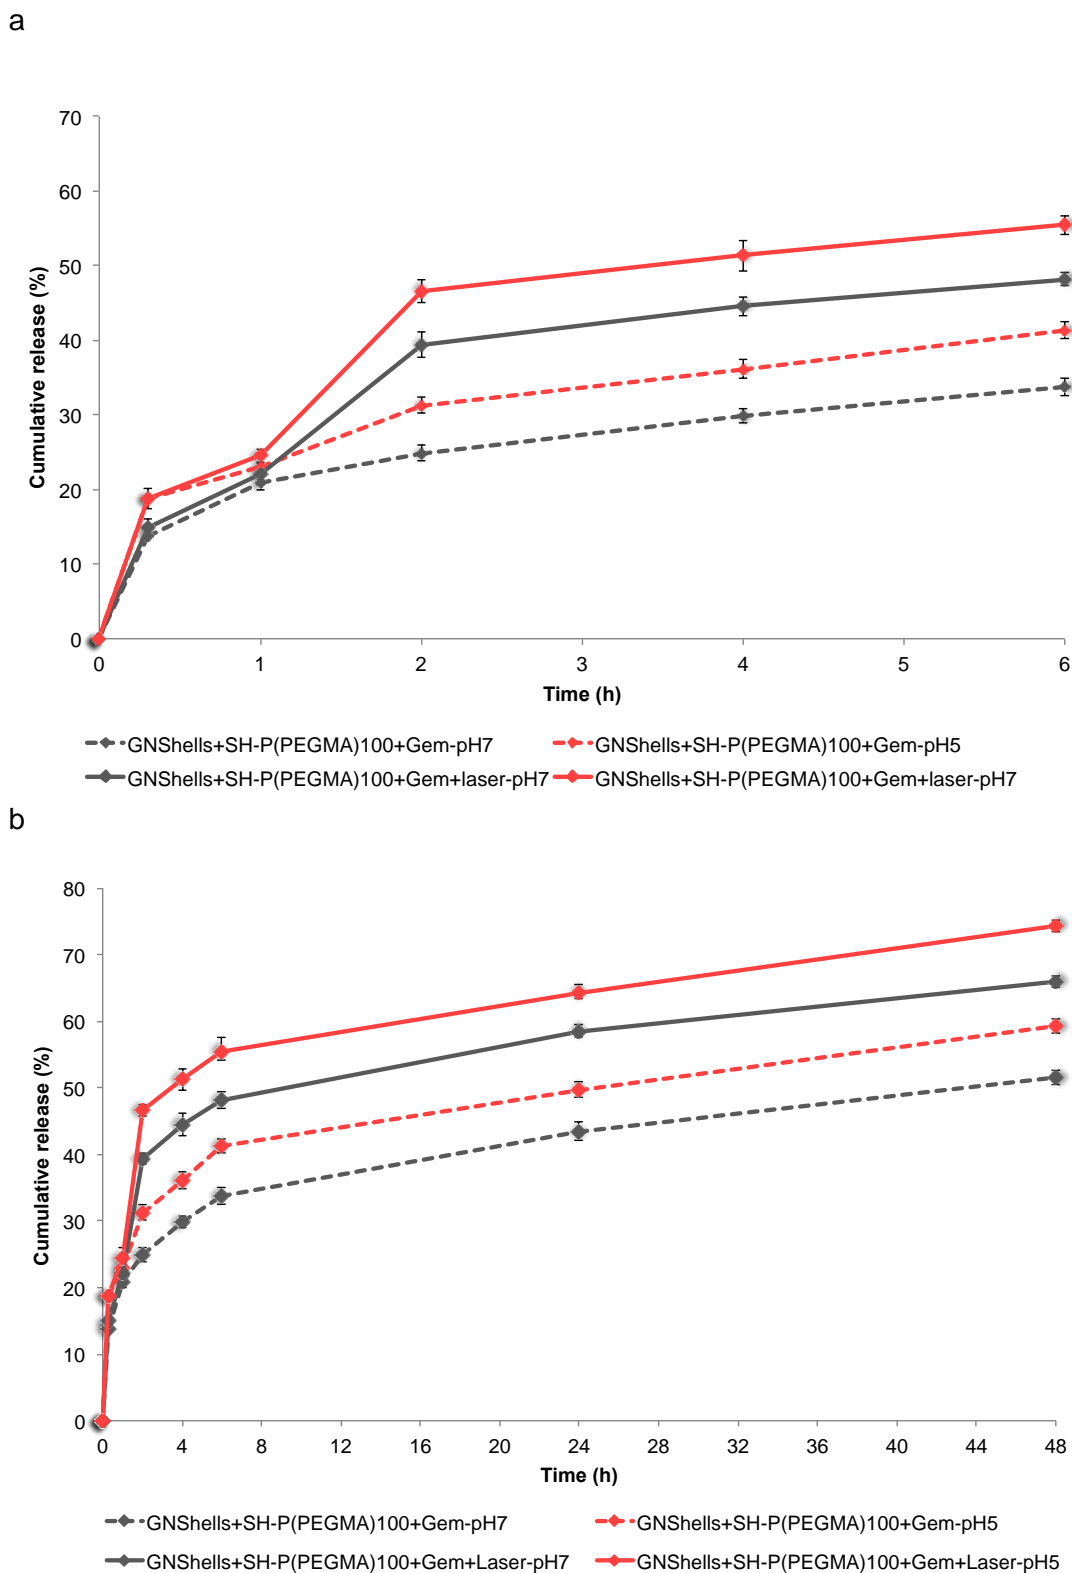 a
70
60
50
40
30
20
10
0
Cumulative release (%)
0 1 2 3 4 5 6
Time (h)
GNShells+SH-P(PEGMA)100+Gem-pH7 GNShells+SH-P(PEGMA)100+Gem-pH5
GNShells+SH-P(PEGMA)100+Gem+laser-pH7 GNShells+SH-P(PEGMA)100+Gem+laser-pH7
b
80
70
60
50
40
30
20
10
0
Cumulative release (%)
0 4 8 12 16 20 24 28 32 36 40 44 48
Time (h)
GNShells+SH-P(PEGMA)100+Gem-pH7 GNShells+SH-P(PEGMA)100+Gem-pH5
GNShells+SH-P(PEGMA)100+Gem+Laser-pH7 GNShells+SH-P(PEGMA)100+Gem+Laser-pH5